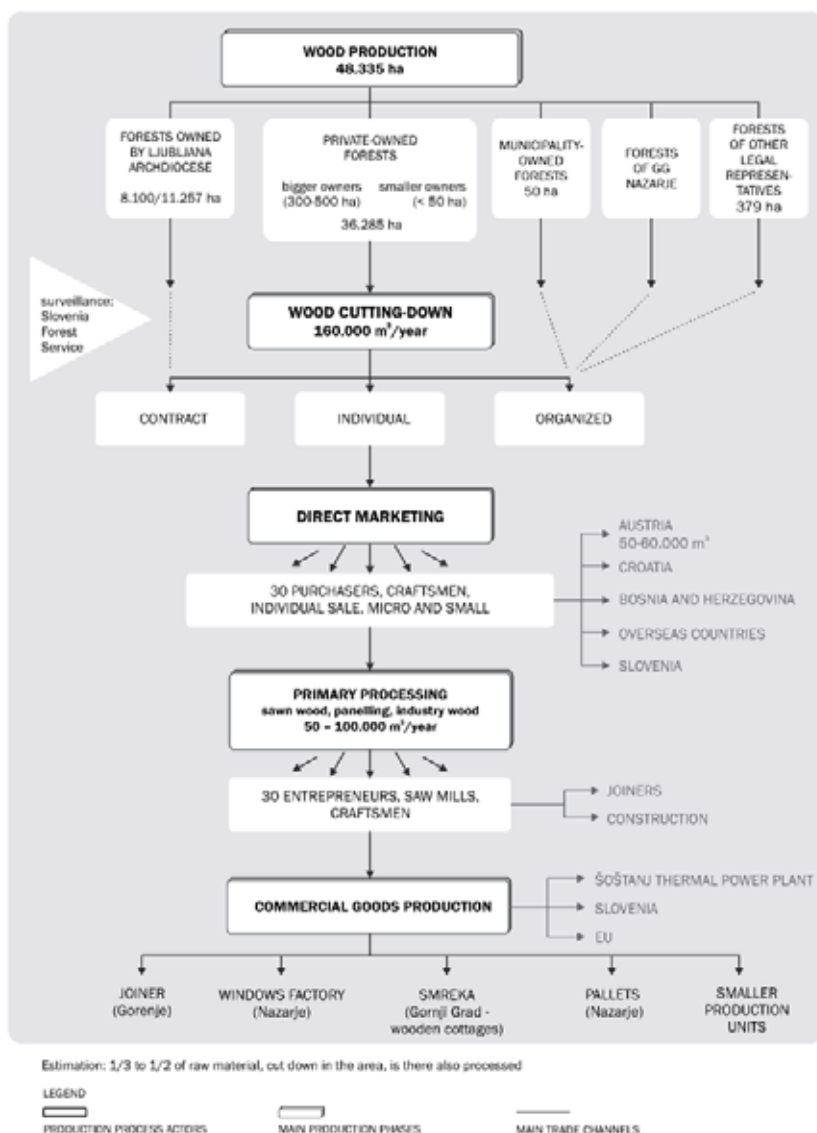 WOOD PRODUCTION
48.335 ha
FORESTS OWNED
BY LJUBLJANA
ARCHDIOCESE
8.100/11.257 ha
PRIVATE-OWNED
FORESTS
bigger owners
(300-500 ha)
smaller owners
(< 50 ha)
36.285 ha
MUNICIPALITY-
OWNED
FORESTS
50 ha
FORESTS
OF GG
NAZARJE
FORESTS
OF OTHER
LEGAL
REPRESEN-
TATIVES
379 ha
surveillance:
Slovenia
Forest
Service
WOOD CUTTING-DOWN
160.000 m³/year
CONTRACT
INDIVIDUAL
ORGANIZED
DIRECT MARKETING
30 PURCHASERS, CRAFTSMEN,
INDIVIDUAL SALE, MICRO AND SMALL
AUSTRIA
50-60.000 m³
CROATIA
BOSNIA AND HERZEGOVINA
OVERSEAS COUNTRIES
SLOVENIA
PRIMARY PROCESSING
sawn wood, panelling, industry wood
50 – 100.000 m³/year
30 ENTREPRENEURS, SAW MILLS,
CRAFTSMEN
JOINERS
CONSTRUCTION
COMMERCIAL GOODS PRODUCTION
ŠOŠTANJ THERMAL POWER PLANT
SLOVENIA
EU
JOINER
(Gorenje)
WINDOWS FACTORY
(Nazarje)
SMREKA
(Gornji Grad -
wooden cottages)
PALLETS
(Nazarje)
SMALLER
PRODUCTION
UNITS
Estimation: 1/3 to 1/2 of raw material, cut down in the area, is there also processed
LEGEND
PRODUCTION PROCESS ACTORS
MAIN PRODUCTION PHASES
MAIN TRADE CHANNELS